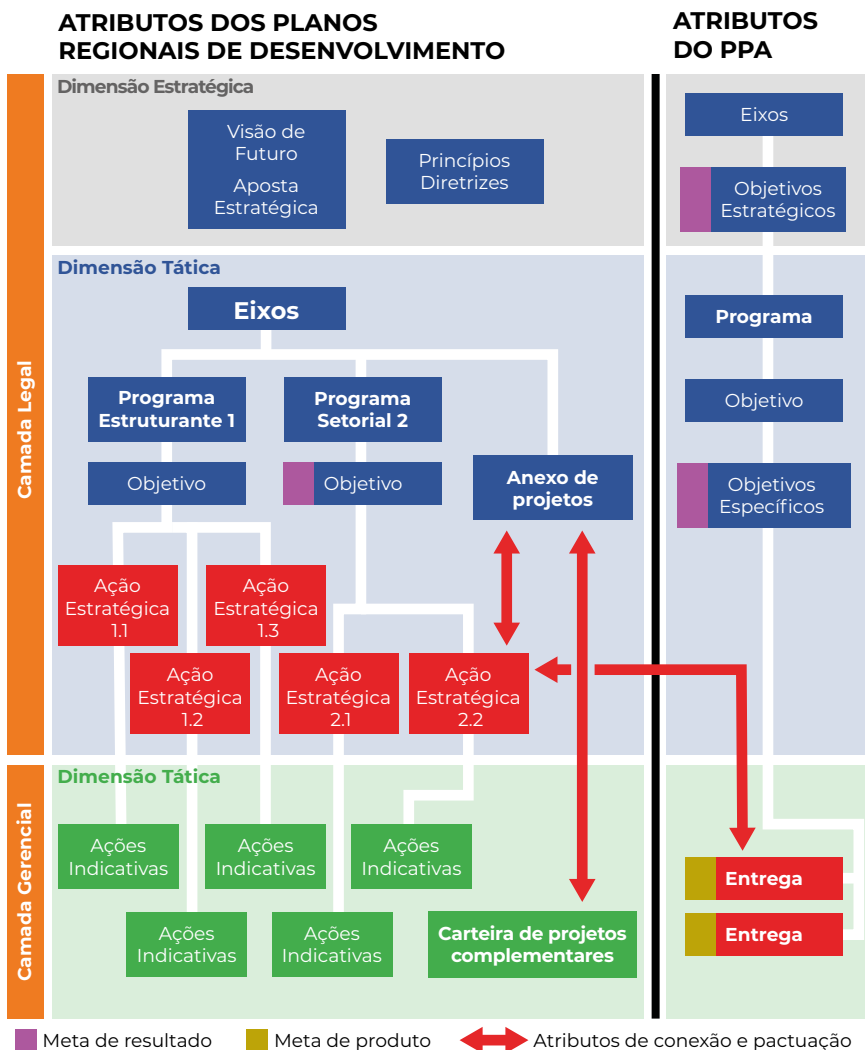 ATRIBUTOS DOS PLANOS
REGIONAIS DE DESENVOLVIMENTO
ATRIBUTOS
DO PPA
Camada Legal
Dimensão Estratégica
Visão de
Futuro
Aposta
Estratégica
Princípios
Diretrizes
Eixos
Objetivos
Estratégicos
Dimensão Tática
Eixos
Programa
Estruturante 1
Programa
Setorial 2
Objetivo
Objetivo
Anexo de
projetos
Programa
Objetivo
Objetivos
Específicos
Ação
Estratégica
1.1
Ação
Estratégica
1.3
Ação
Estratégica
1.2
Ação
Estratégica
2.1
Ação
Estratégica
2.2
Camada Gerencial
Dimensão Tática
Ações
Indicativas
Ações
Indicativas
Ações
Indicativas
Ações
Indicativas
Ações
Indicativas
Carteira de projetos
complementares
Entrega
Entrega
Meta de resultado
Meta de produto
Atributos de conexão e pactuação